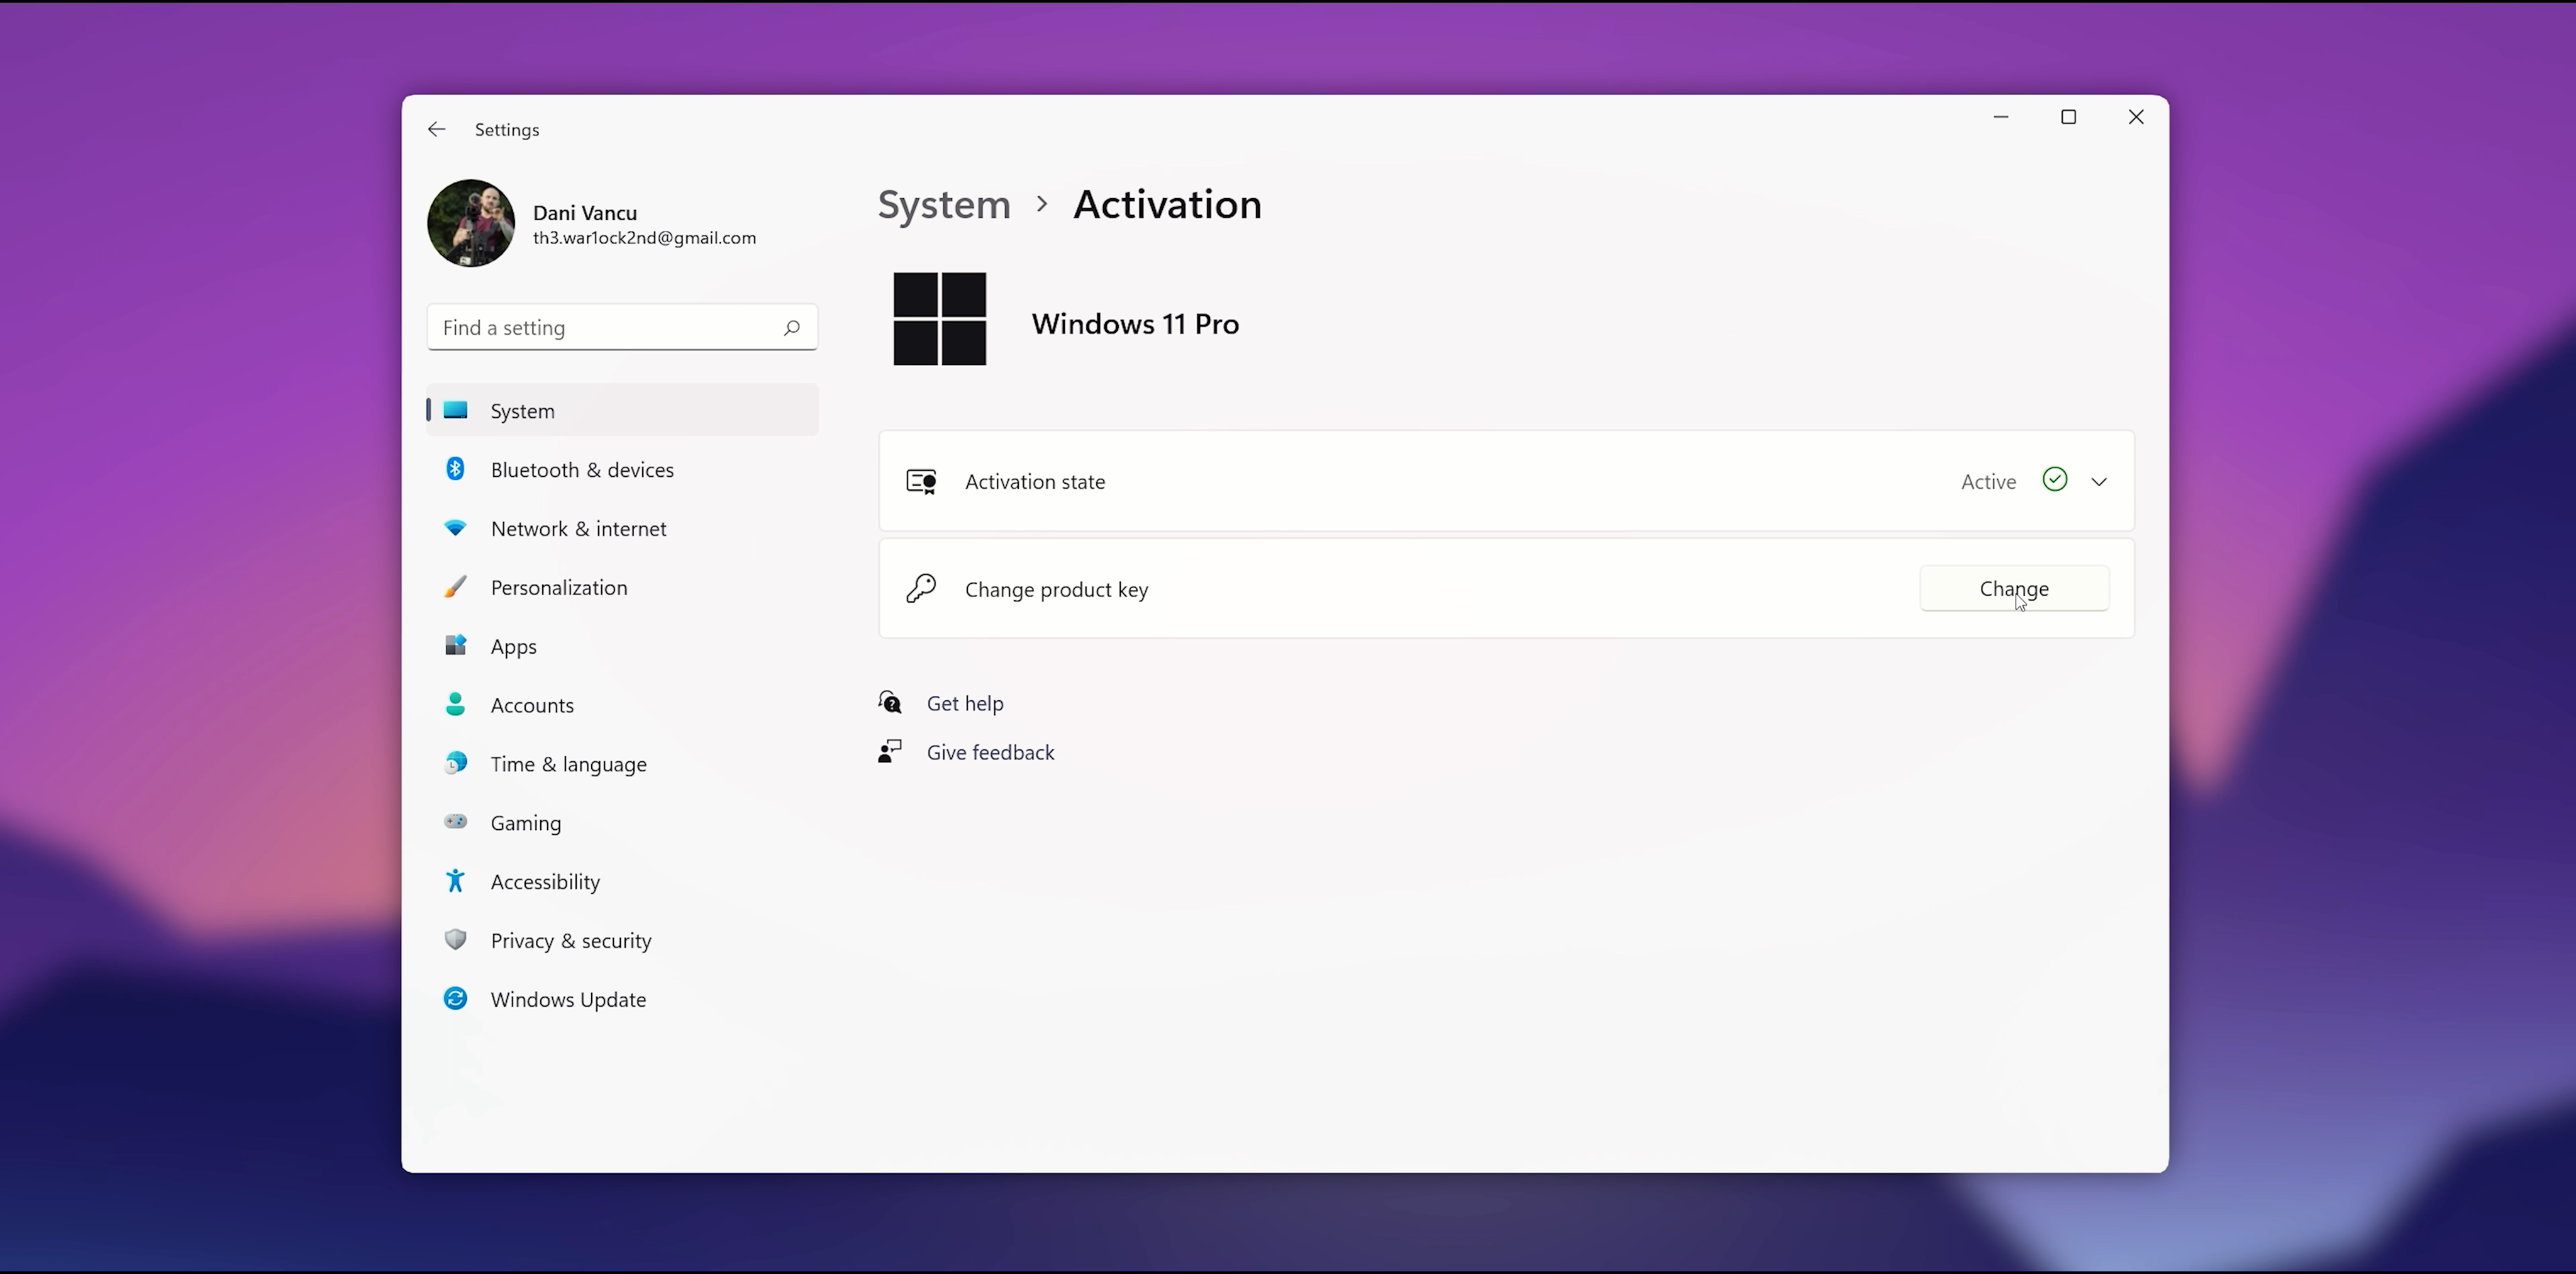 Settings
Dani Vancu
th3.war1ock2nd@gmail.com
Find a setting
System
Bluetooth & devices
Network & internet
Personalization
Apps
Accounts
Time & language
Gaming
Accessibility
Privacy & security
Windows Update
System > Activation
Windows 11 Pro
Activation state Active
Change product key Change
Get help
Give feedback